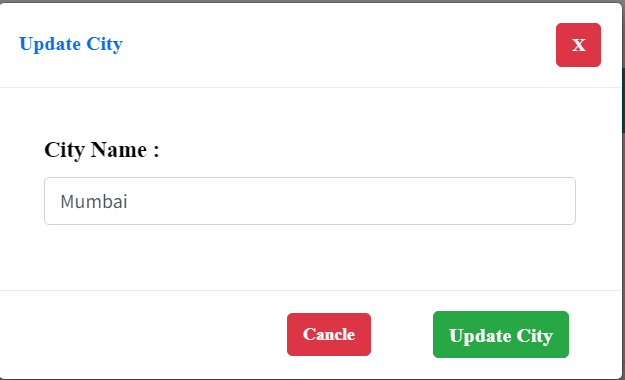 Update City
X
City Name :
Mumbai
Cancle
Update City